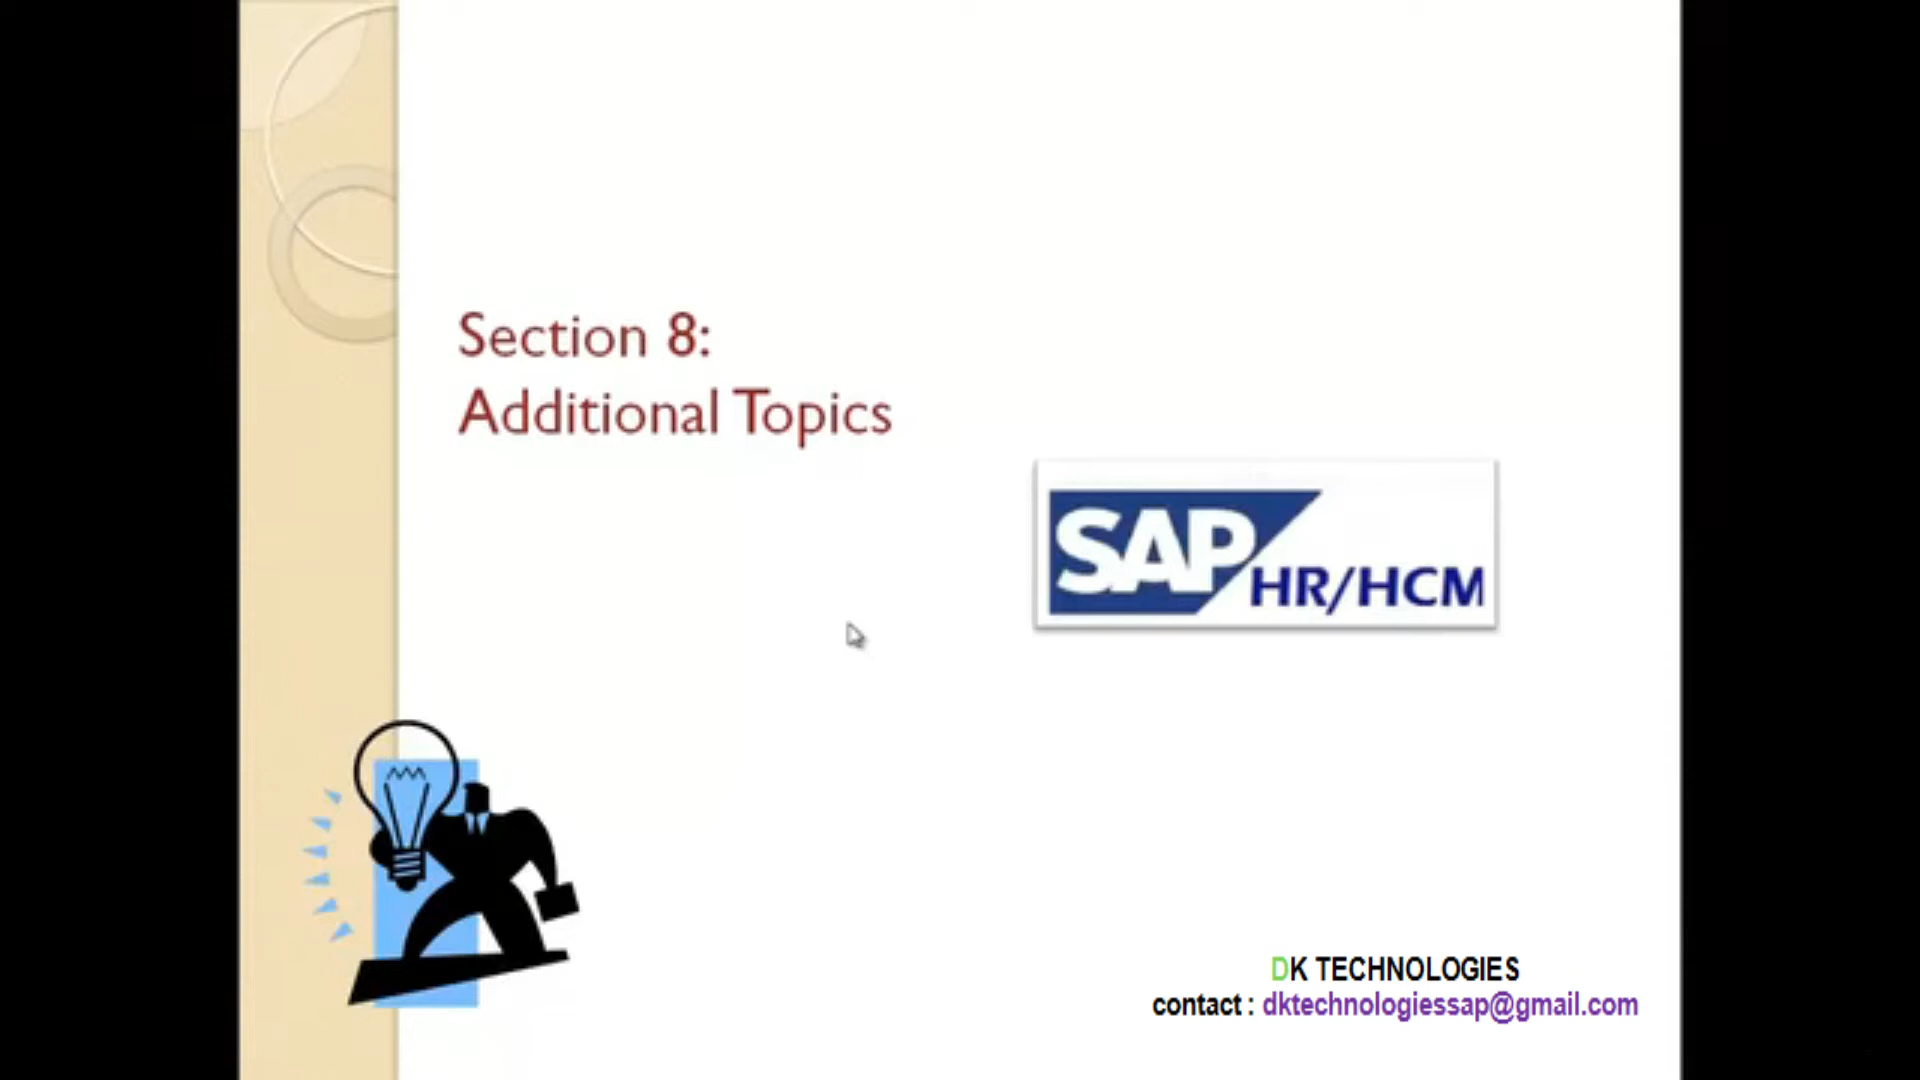 Section 8:
Additional Topics
SAP HR/HCM
DK TECHNOLOGIES
contact : dktechnologiessap@gmail.com